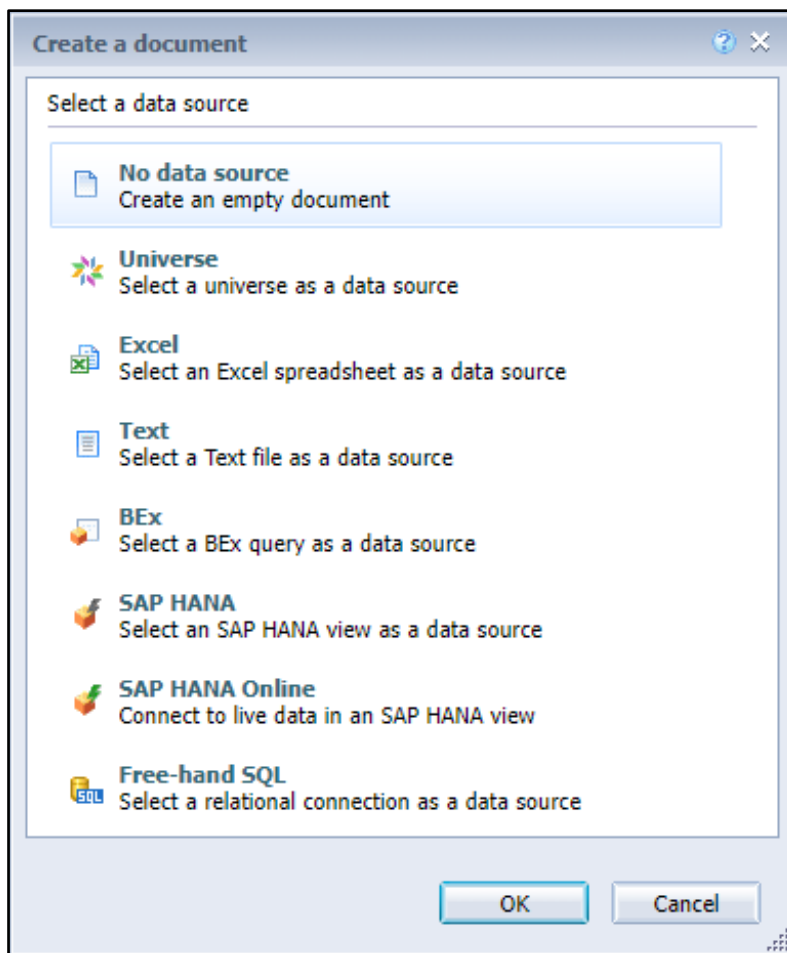 Create a document
Select a data source
No data source
Create an empty document
Universe
Select a universe as a data source
Excel
Select an Excel spreadsheet as a data source
Text
Select a Text file as a data source
BEx
Select a BEx query as a data source
SAP HANA
Select an SAP HANA view as a data source
SAP HANA Online
Connect to live data in an SAP HANA view
Free-hand SQL
SQL
Select a relational connection as a data source
OK Cancel